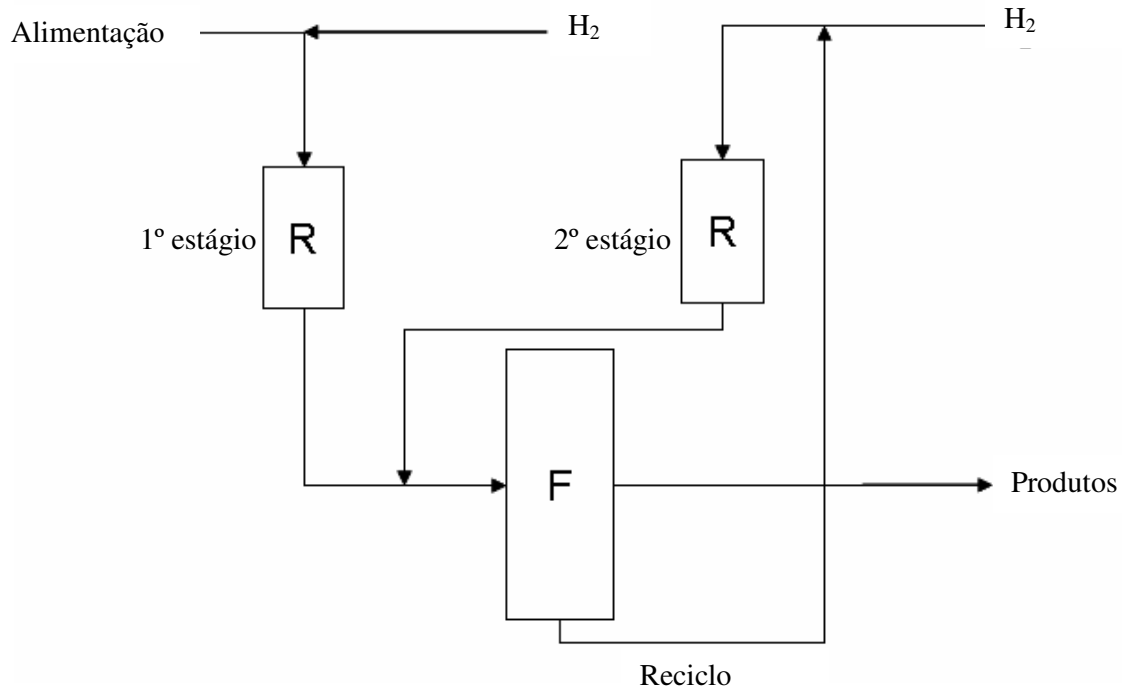 Alimentação
H₂
H₂
1º estágio
R
2º estágio
R
F
Produtos
Reciclo